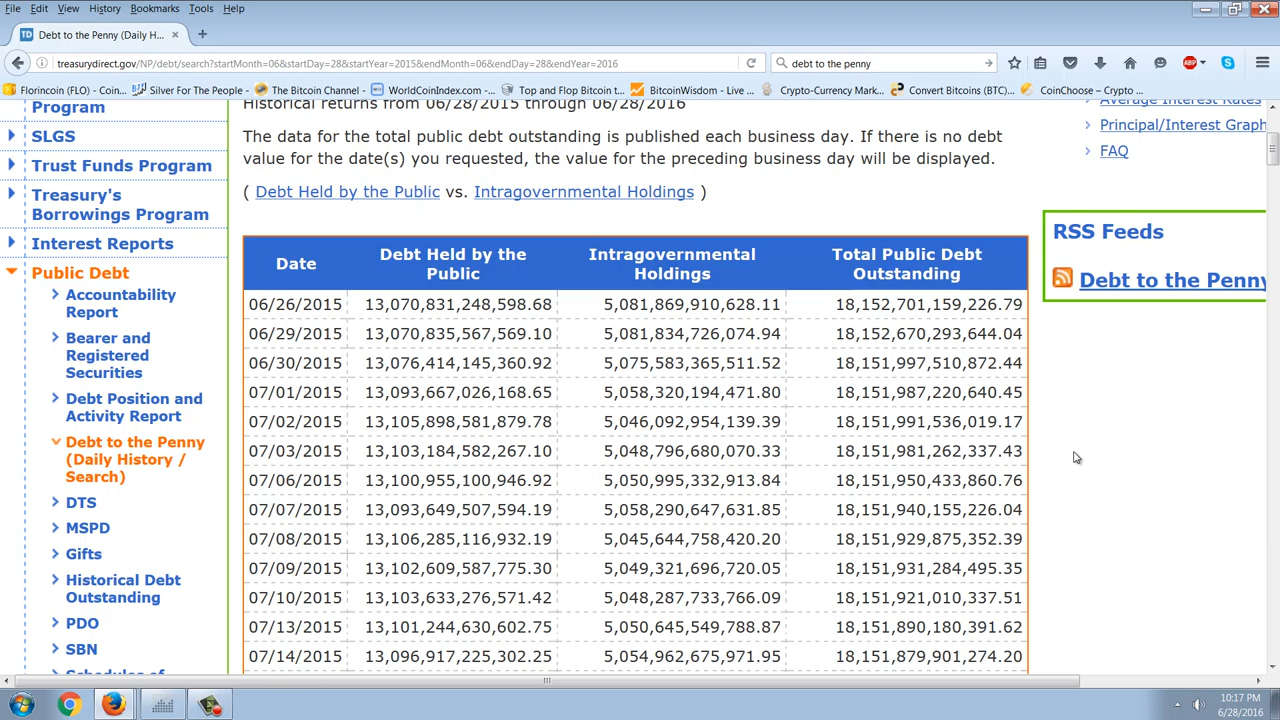 File Edit View History Bookmarks Tools Help
Debt to the Penny (Daily H...
treasurydirect.gov/NP/debt/search?startMonth=06&startDay=28&startYear=2015&endMonth=06&endDay=28&endYear=2016
debt to the penny
ABP
Florincoin (FLO) - Coin...
Silver For The People - ...
The Bitcoin Channel - ...
WorldCoinIndex.com - ...
Top and Flop Bitcoin t...
BitcoinWisdom - Live ...
Crypto-Currency Mark...
Convert Bitcoins (BTC)...
CoinChoose - Crypto ...
Program
SLGS
Trust Funds Program
Treasury's
Borrowings Program
Interest Reports
Public Debt
Accountability
Report
Bearer and
Registered
Securities
Debt Position and
Activity Report
Debt to the Penny
(Daily History /
Search)
DTS
MSPD
Gifts
Historical Debt
Outstanding
PDO
SBN
Schedules of
Historical returns from 06/28/2015 through 06/28/2016
The data for the total public debt outstanding is published each business day. If there is no debt
value for the date(s) you requested, the value for the preceding business day will be displayed.
( Debt Held by the Public vs. Intragovernmental Holdings )
Date Debt Held by the Public Intragovernmental Holdings Total Public Debt Outstanding
06/26/2015 13,070,831,248,598.68 5,081,869,910,628.11 18,152,701,159,226.79
06/29/2015 13,070,835,567,569.10 5,081,834,726,074.94 18,152,670,293,644.04
06/30/2015 13,076,414,145,360.92 5,075,583,365,511.52 18,151,997,510,872.44
07/01/2015 13,093,667,026,168.65 5,058,320,194,471.80 18,151,987,220,640.45
07/02/2015 13,105,898,581,879.78 5,046,092,954,139.39 18,151,991,536,019.17
07/03/2015 13,103,184,582,267.10 5,048,796,680,070.33 18,151,981,262,337.43
07/06/2015 13,100,955,100,946.92 5,050,995,332,913.84 18,151,950,433,860.76
07/07/2015 13,093,649,507,594.19 5,058,290,647,631.85 18,151,940,155,226.04
07/08/2015 13,106,285,116,932.19 5,045,644,758,420.20 18,151,929,875,352.39
07/09/2015 13,102,609,587,775.30 5,049,321,696,720.05 18,151,931,284,495.35
07/10/2015 13,103,633,276,571.42 5,048,287,733,766.09 18,151,921,010,337.51
07/13/2015 13,101,244,630,602.75 5,050,645,549,788.87 18,151,890,180,391.62
07/14/2015 13,096,917,225,302.25 5,054,962,675,971.95 18,151,879,901,274.20
Average Interest Rates
Principal/Interest Graph
FAQ
RSS Feeds
Debt to the Penny
10:17 PM
6/28/2016